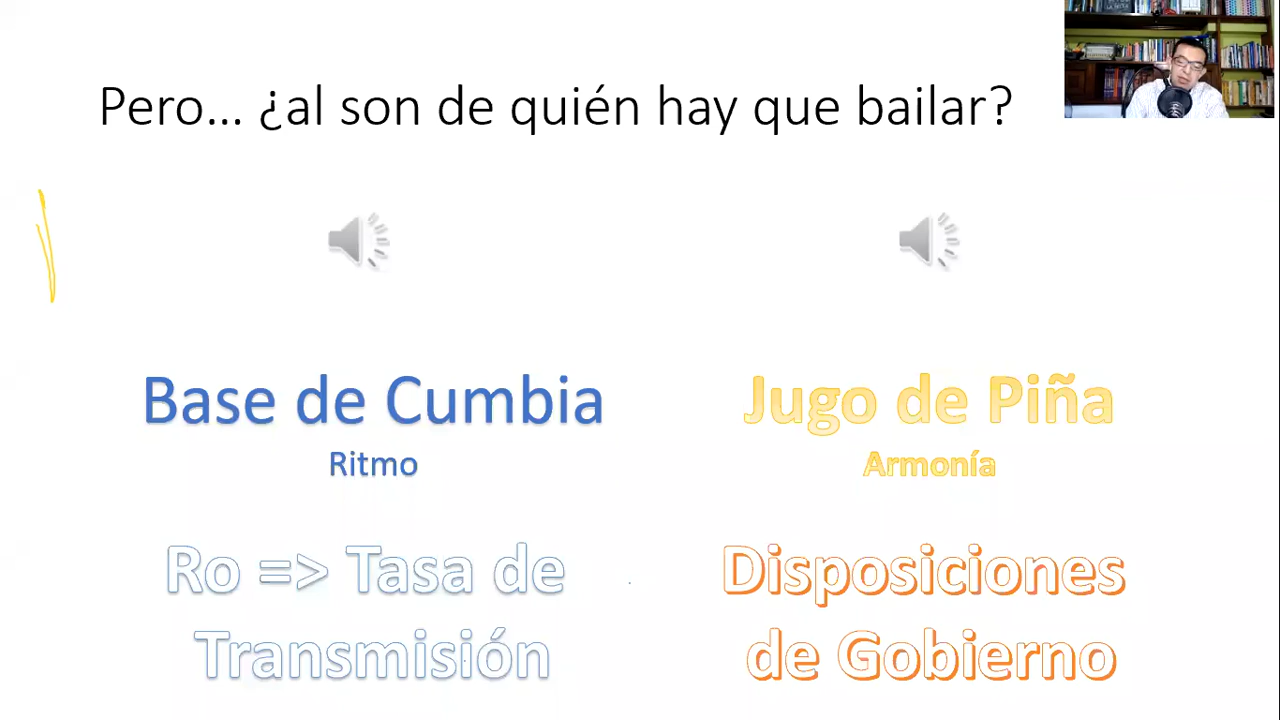 Pero... ¿al son de quién hay que bailar?
Base de Cumbia
Ritmo
Ro => Tasa de
Transmisión
Jugo de Piña
Armonía
Disposiciones
de Gobierno